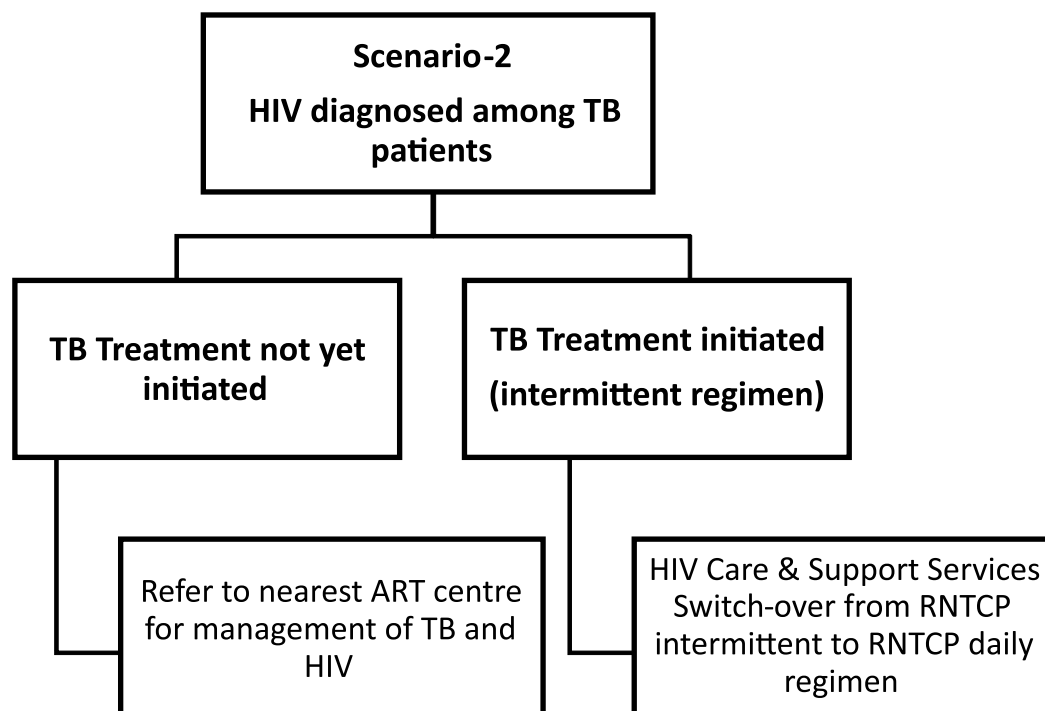 Scenario-2
HIV diagnosed among TB
patients
TB Treatment not yet
initiated
TB Treatment initiated
(intermittent regimen)
Refer to nearest ART centre
for management of TB and
HIV
HIV Care & Support Services
Switch-over from RNTCP
intermittent to RNTCP daily
regimen